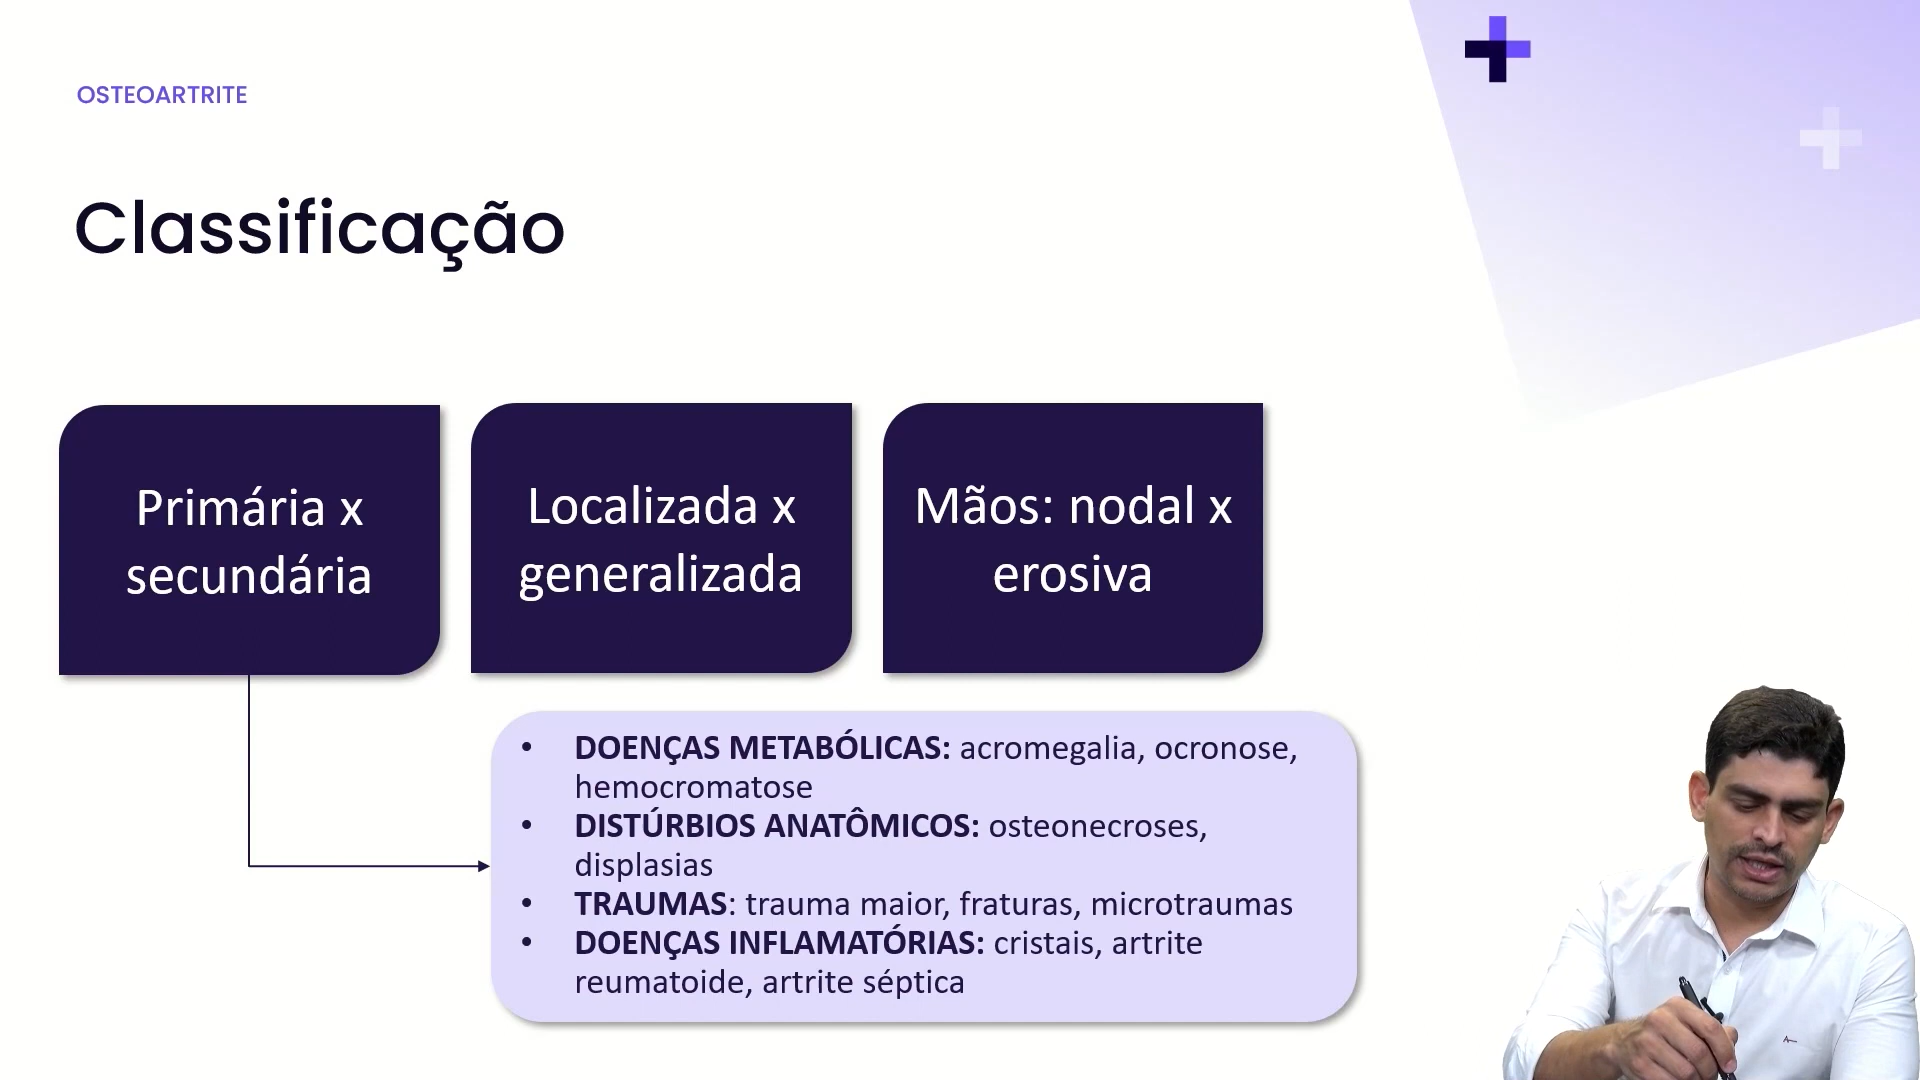 OSTEOARTRITE
Classificação
Primária x
secundária
Localizada x
generalizada
Mãos: nodal x
erosiva
• DOENÇAS METABÓLICAS: acromegalia, ocronose,
hemocromatose
• DISTÚRBIOS ANATÔMICOS: osteonecroses,
displasias
• TRAUMAS: trauma maior, fraturas, microtraumas
• DOENÇAS INFLAMATÓRIAS: cristais, artrite
reumatoide, artrite séptica